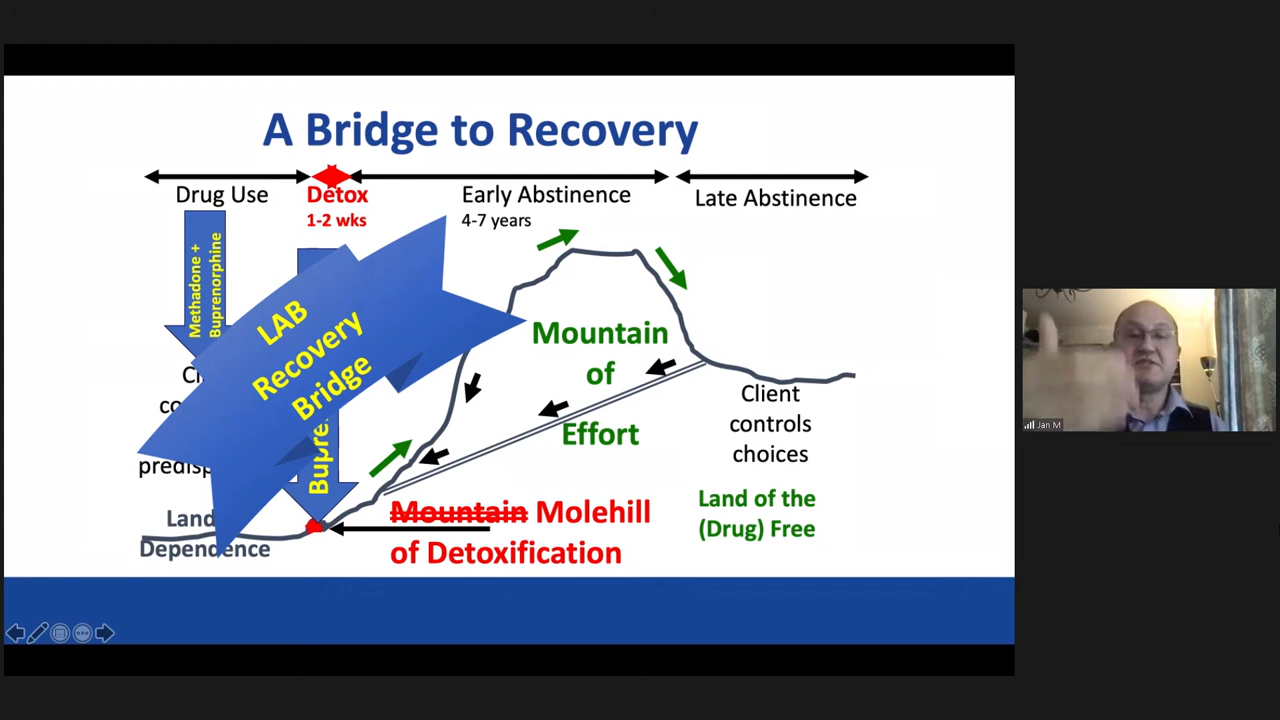 A Bridge to Recovery
Drug Use
Detox
1-2 wks
Early Abstinence
4-7 years
Late Abstinence
Methadone +
Buprenorphine
LAB
Recovery
Bridge
Mountain
of
Effort
Client
controls
choices
Land of the
(Drug) Free
Mountain Molehill
of Detoxification
Land
Dependence
Jan M